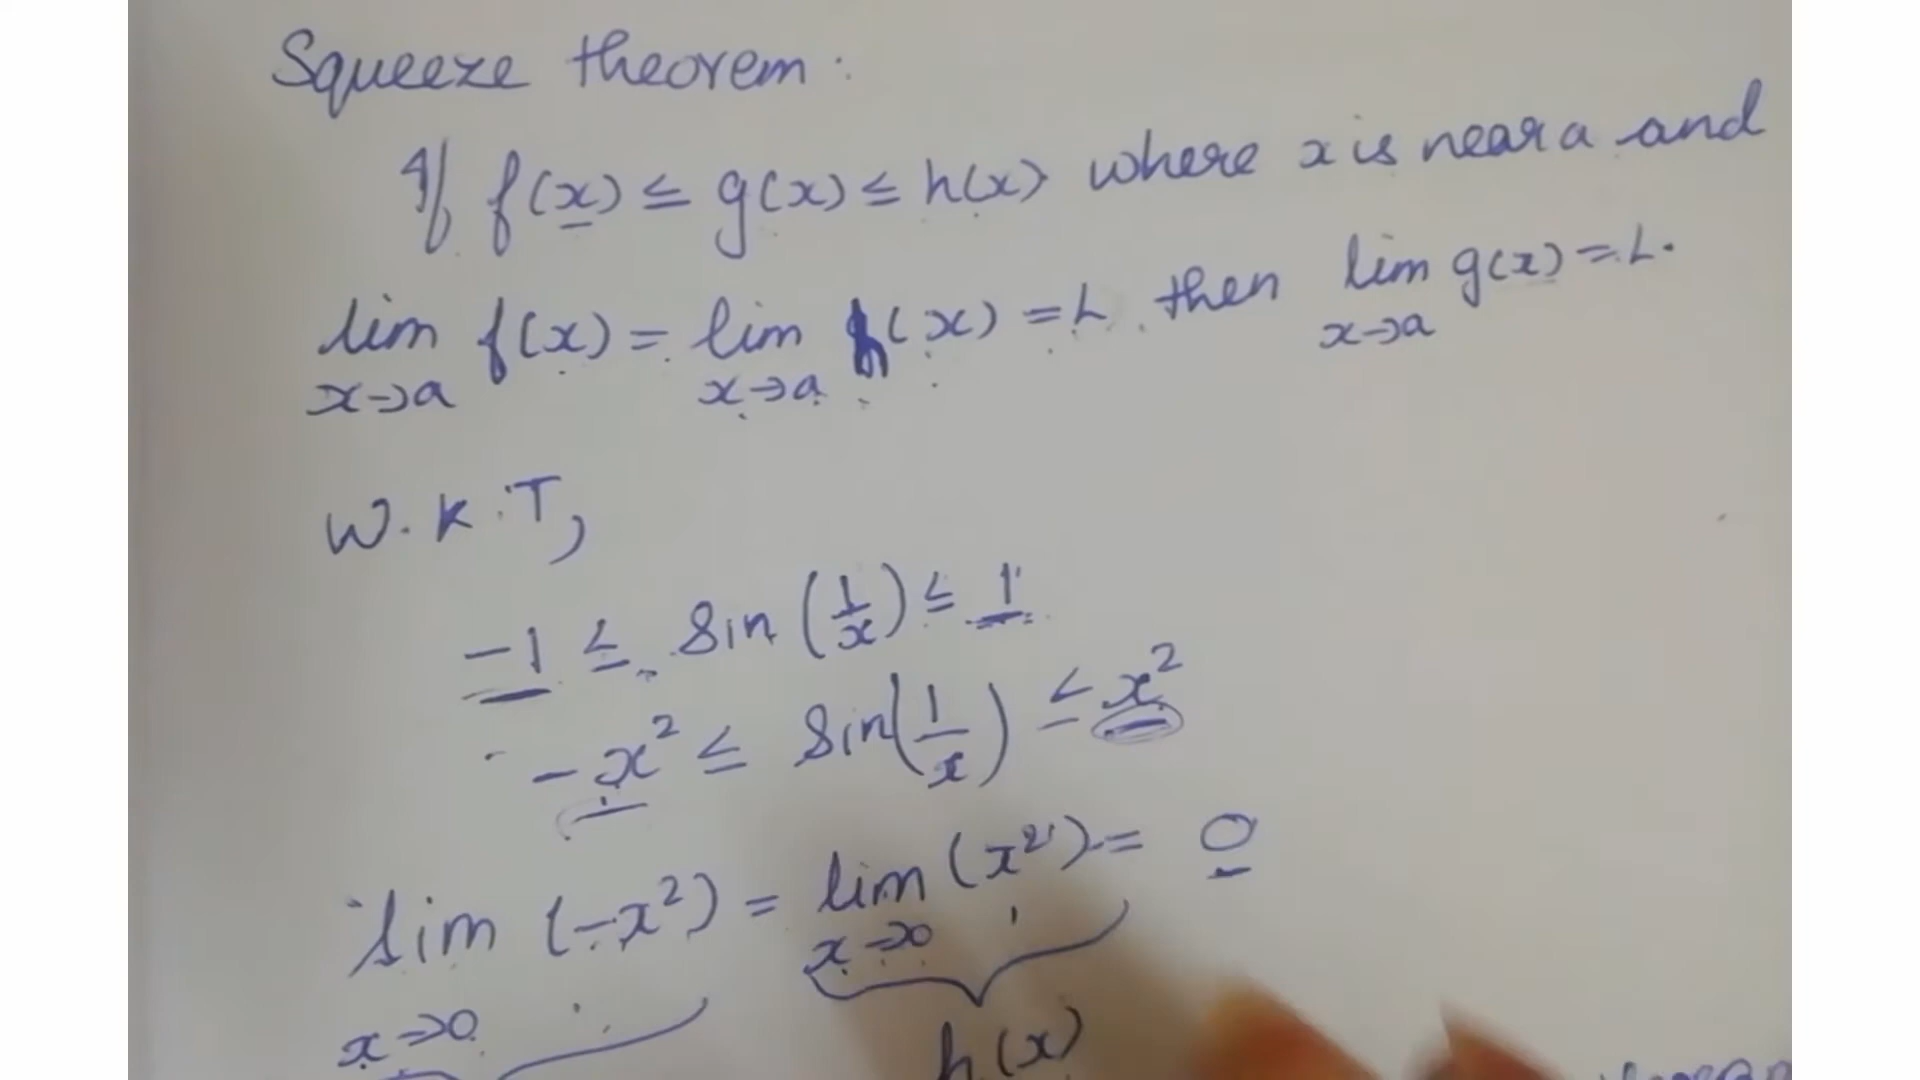 Squeeze theorem:
If f(x) ≤ g(x) ≤ h(x) where x is near a and
lim x→a f(x) = lim x→a h(x) = L then lim x→a g(x) = L.
W.K.T,
-1 ≤ Sin (1/x) ≤ 1
-x² ≤ Sin(1/x) ≤ x²
lim x→0 (-x²) = lim x→0 (x²) = 0
h(x)